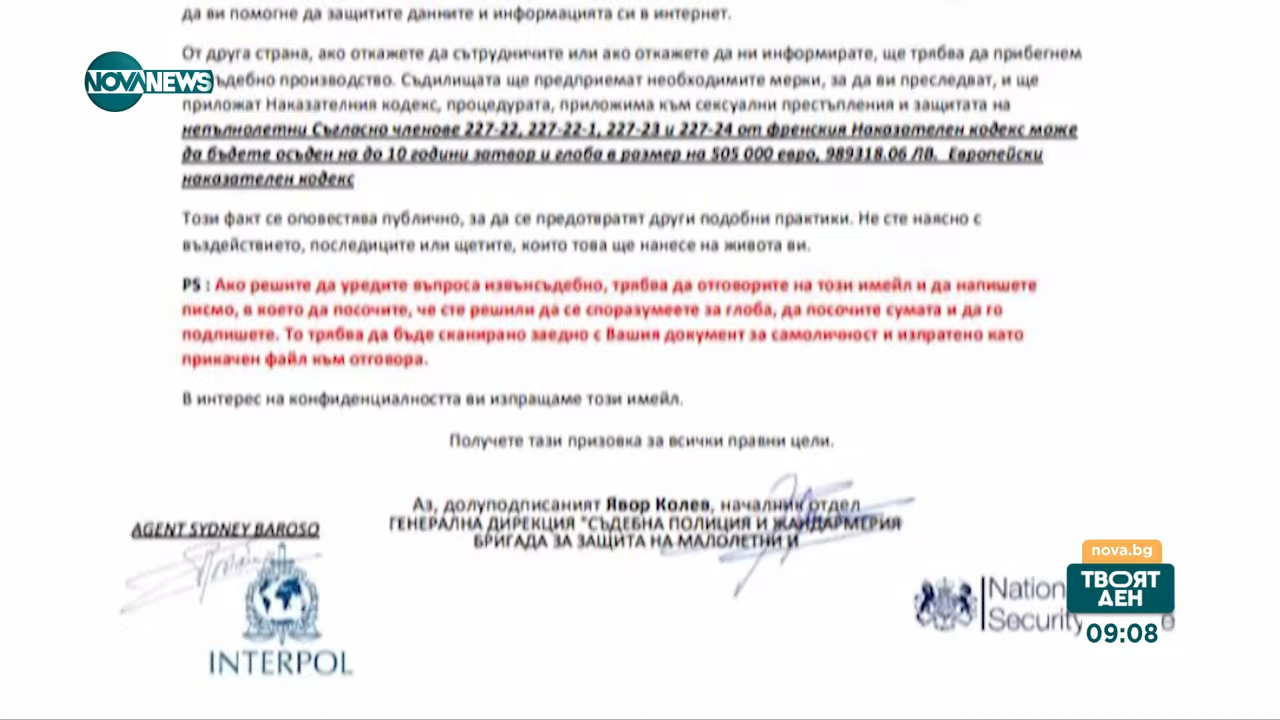 да ви помогне да защитите данните и информацията си в интернет.
От друга страна, ако откажете да сътрудничите или ако откажете да ни информирате, ще трябва да прибегнем
NOVANEWS
съдебно производство. Съдилищата ще предприемат необходимите мерки, за да ви преследват, и ще
приложат Наказателния кодекс, процедурата, приложима към сексуални престъпления и защитата на
непълнолетни Съгласно членове 227-22, 227-22-1, 227-23 и 227-24 от френския Наказателен кодекс може
да бъдете осъден на до 10 години затвор и глоба в размер на 505 000 евро, 989318.06 ЛВ. Европейски
наказателен кодекс
Този факт се оповестява публично, за да се предотвратят други подобни практики. Не сте наясно с
въздействието, последиците или щетите, които това ще нанесе на живота ви.
PS : Ако решите да уредите въпроса извънсъдебно, трябва да отговорите на този имейл и да напишете
писмо, в което да посочите, че сте решили да се споразумеете за глоба, да посочите сумата и да го
подпишете. То трябва да бъде сканирано заедно с Вашия документ за самоличност и изпратено като
прикачен файл към отговора.
В интерес на конфиденциалността ви изпращаме този имейл.
Получете тази призовка за всички правни цели.
Аз, долуподписаният Явор Колев, началник отдел
ГЕНЕРАЛНА ДИРЕКЦИЯ "СЪДЕБНА ПОЛИЦИЯ И ЖАНДАРМЕРИЯ
БРИГАДА ЗА ЗАЩИТА НА МАЛОЛЕТНИ И
AGENT SYDNEY BAROSO
INTERPOL
Nation
Security
nova.bg
ТВОЯТ
ДЕН
09:08